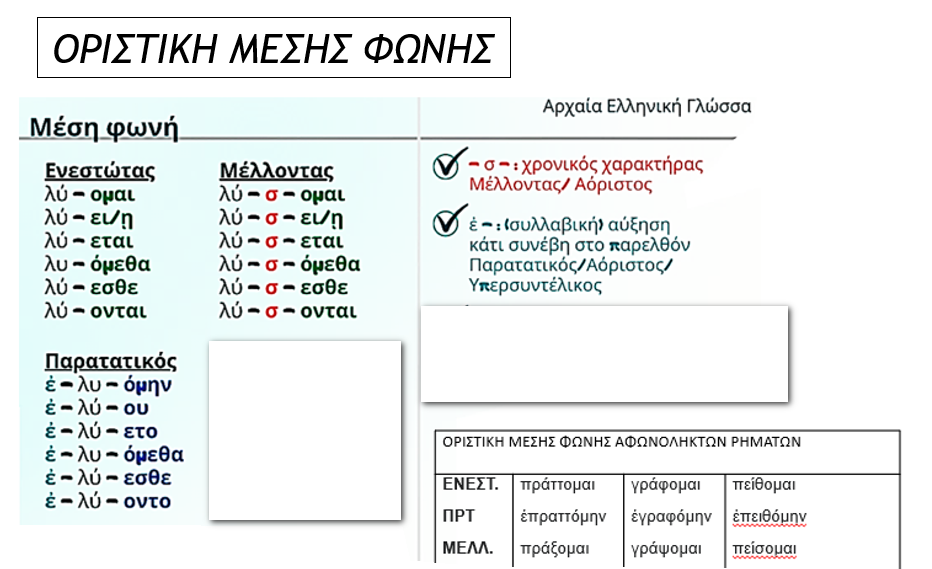 ΟΡΙΣΤΙΚΗ ΜΕΣΗΣ ΦΩΝΗΣ
Μέση φωνή
Ενεστώτας
λύ – ομαι
λύ – ει/ῃ
λύ – εται
λυ – όμεθα
λύ – εσθε
λύ – ονται
Μέλλοντας
λύ – σ – ομαι
λύ – σ – ει/ῃ
λύ – σ – εται
λύ – σ – όμεθα
λύ – σ – εσθε
λύ – σ – ονται
Παρατατικός
ἐ – λυ – όμην
ἐ – λύ – ου
ἐ – λύ – ετο
ἐ – λυ – όμεθα
ἐ – λύ – εσθε
ἐ – λύ – οντο
Αρχαία Ελληνική Γλώσσα
– σ – : χρονικός χαρακτήρας
Μέλλοντας/ Αόριστος
ἐ – : (συλλαβική) αύξηση
κάτι συνέβη στο παρελθόν
Παρατατικός/Αόριστος/
Υπερσυντέλικος
ΟΡΙΣΤΙΚΗ ΜΕΣΗΣ ΦΩΝΗΣ ΑΦΩΝΟΛΗΚΤΩΝ ΡΗΜΑΤΩΝ
ΕΝΕΣΤ. πράττομαι γράφομαι πείθομαι
ΠΡΤ ἐπραττόμην ἐγραφόμην ἐπειθόμην
ΜΕΛΛ. πράξομαι γράψομαι πείσομαι